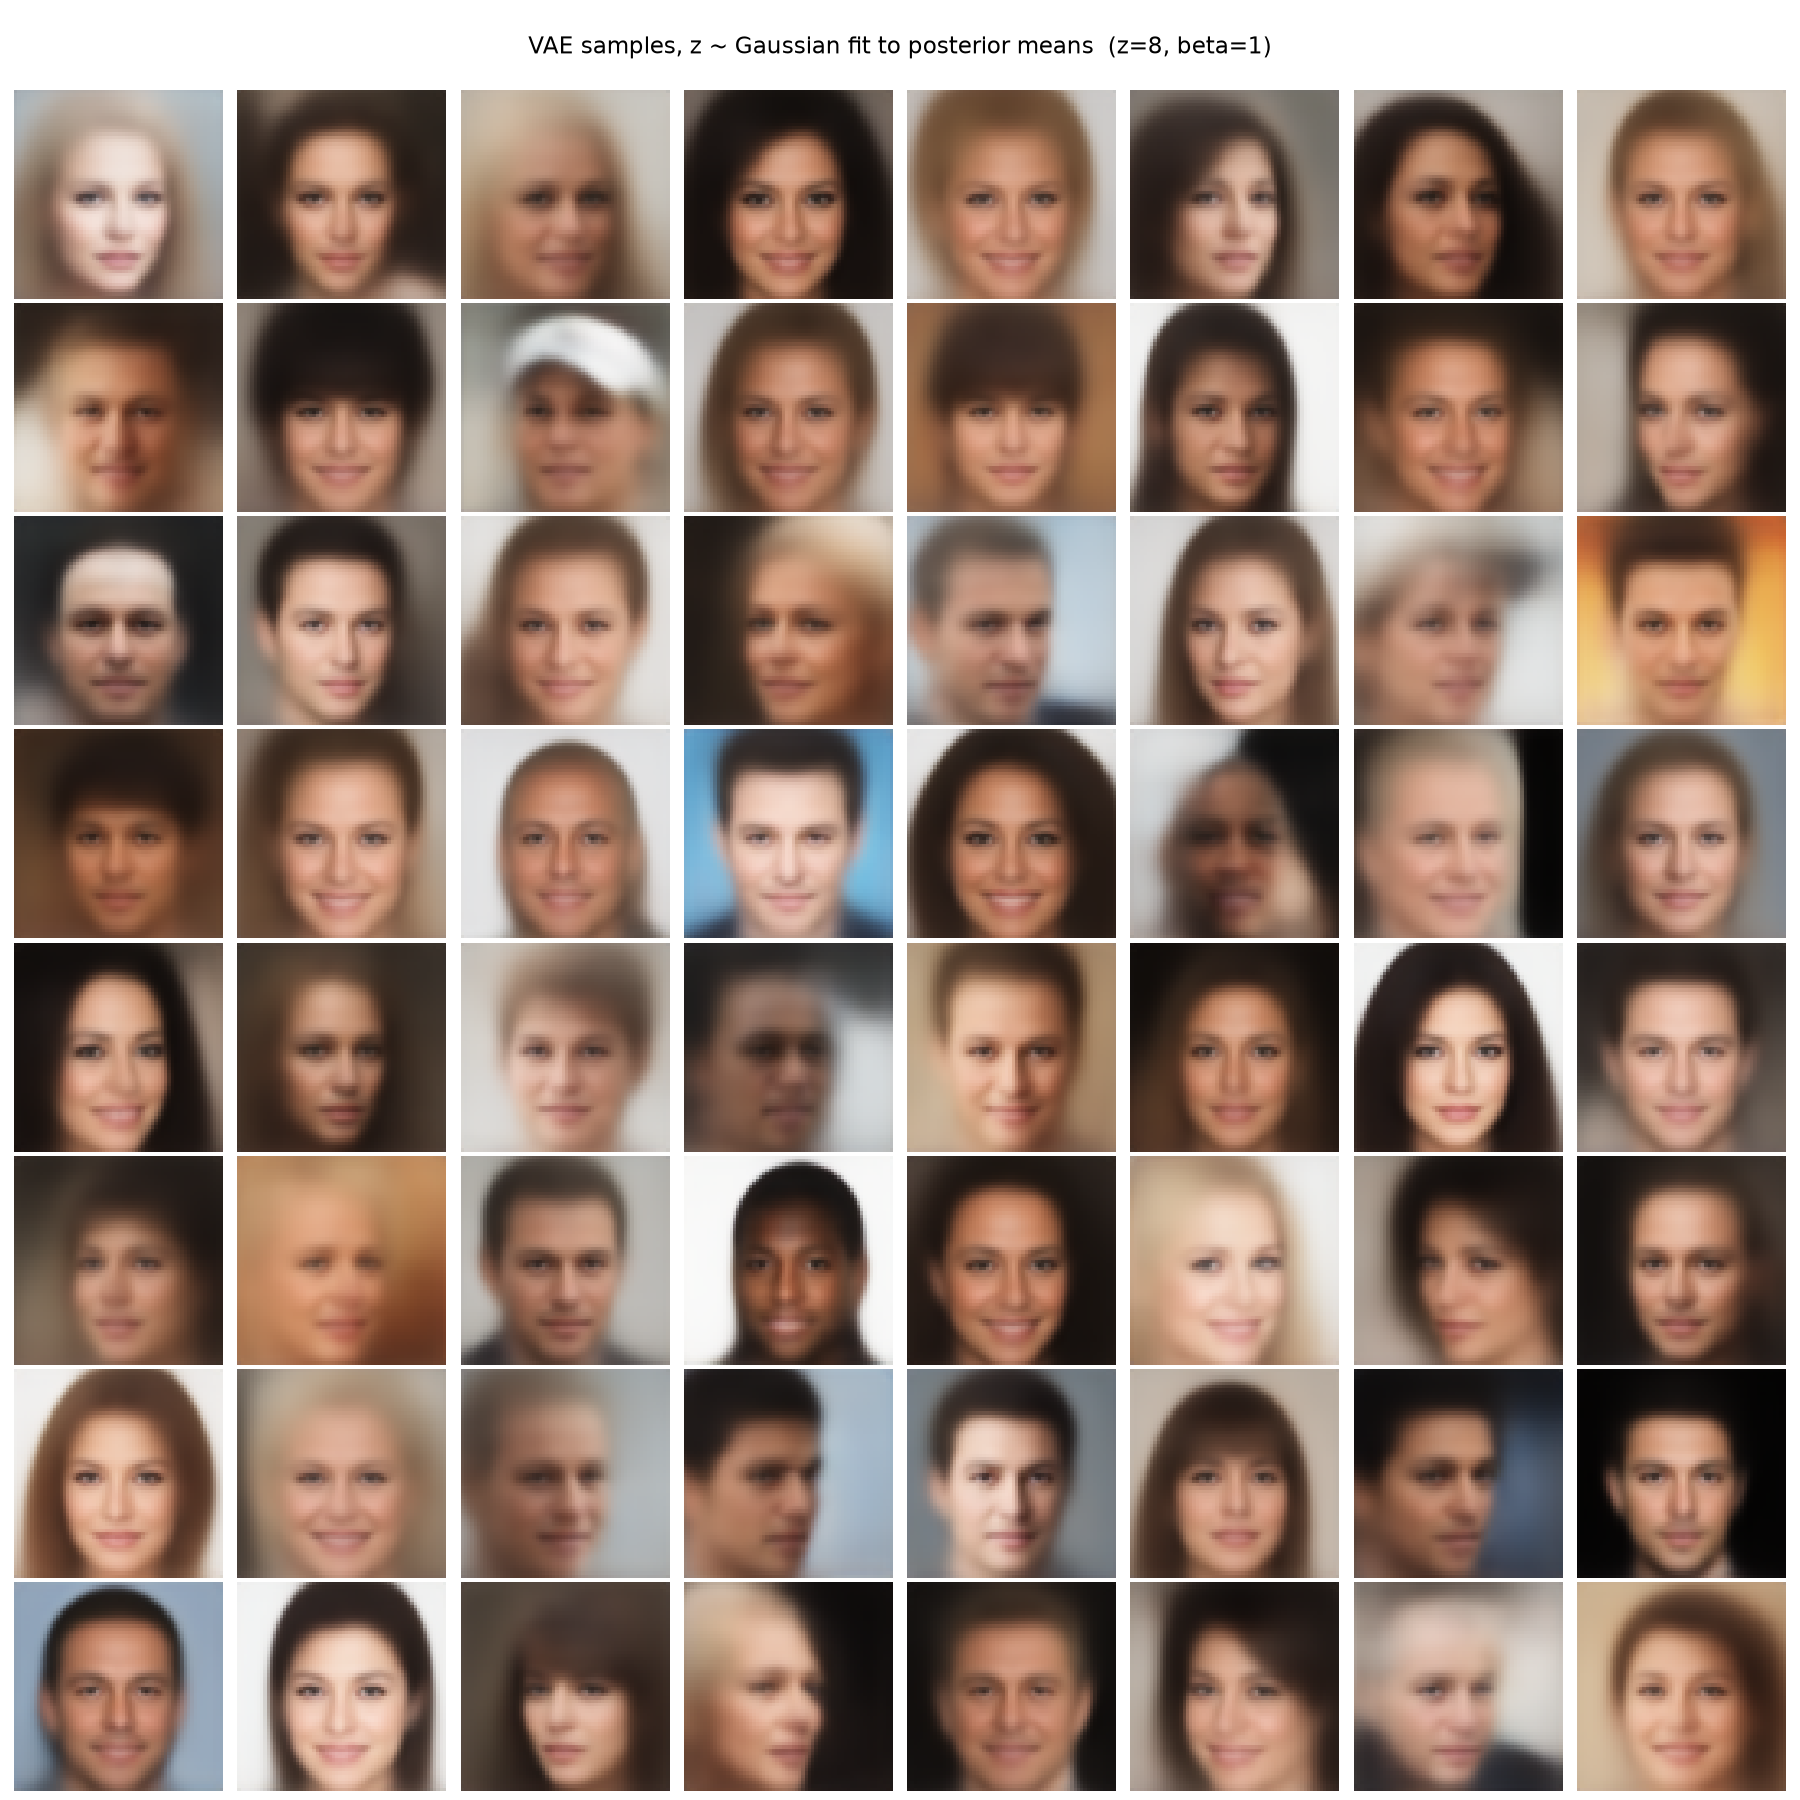 VAE samples, z ~ Gaussian fit to posterior means  (z=8, beta=1)